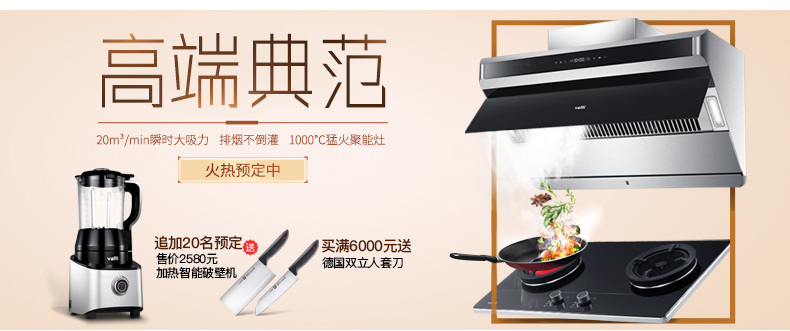 高端典范
20m³/min瞬时大吸力 排烟不倒灌 1000°C猛火聚能灶
火热预定中
追加20名预定 送
售价2580元
加热智能破壁机
买满6000元送
德国双立人套刀
vatti
vatti